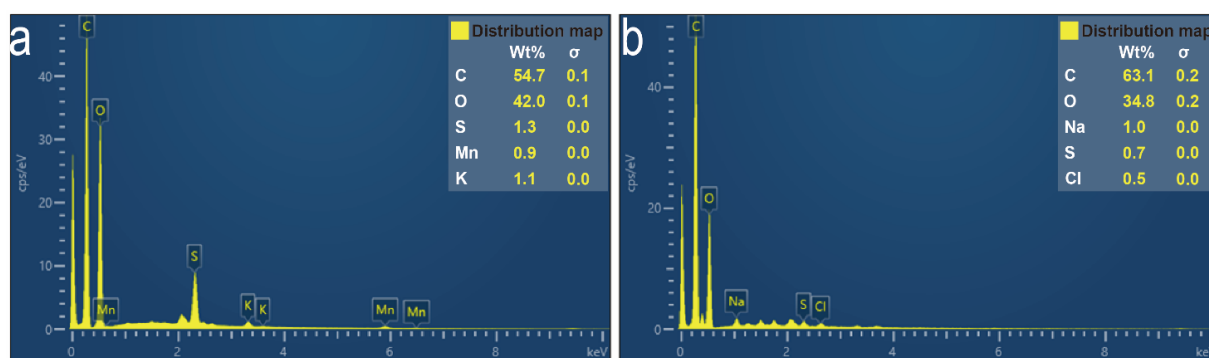 a
Distribution map
Wt% σ
C 54.7 0.1
O 42.0 0.1
S 1.3 0.0
Mn 0.9 0.0
K 1.1 0.0
C
O
S
Mn
K
K
Mn
Mn
40
30
20
10
0
cps/eV
0 2 4 6 8 keV
b
Distribution map
Wt% σ
C 63.1 0.2
O 34.8 0.2
Na 1.0 0.0
S 0.7 0.0
Cl 0.5 0.0
C
O
Na
S
Cl
40
20
0
cps/eV
0 2 4 6 8 keV